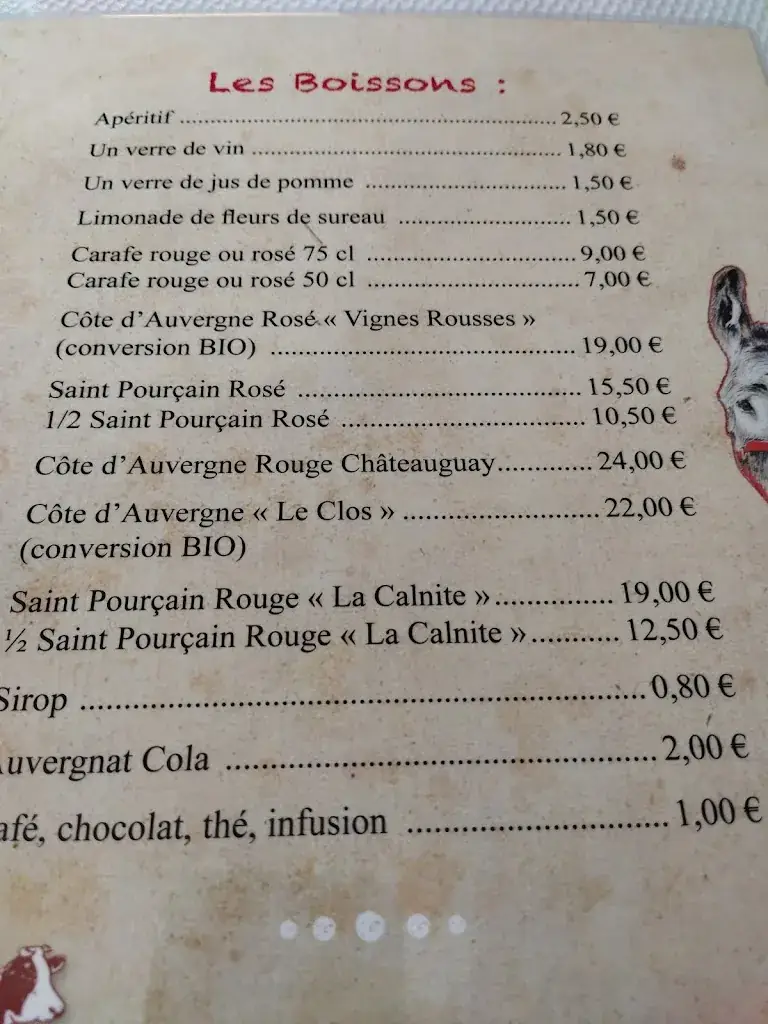 Les Boissons :
Apéritif ........................................................... 2,50 €
Un verre de vin ................................................ 1,80 €
Un verre de jus de pomme ............................... 1,50 €
Limonade de fleurs de sureau .......................... 1,50 €
Carafe rouge ou rosé 75 cl ............................... 9,00 €
Carafe rouge ou rosé 50 cl ............................... 7,00 €
Côte d'Auvergne Rosé « Vignes Rousses »
(conversion BIO) .......................................... 19,00 €
Saint Pourçain Rosé ...................................... 15,50 €
1/2 Saint Pourçain Rosé ................................. 10,50 €
Côte d'Auvergne Rouge Châteauguay............. 24,00 €
Côte d'Auvergne « Le Clos » .......................... 22,00 €
(conversion BIO)
Saint Pourçain Rouge « La Calnite »............... 19,00 €
½ Saint Pourçain Rouge « La Calnite »........... 12,50 €
Sirop ...................................................................0,80 €
uvergnat Cola .................................................... 2,00 €
afé, chocolat, thé, infusion ............................... 1,00 €